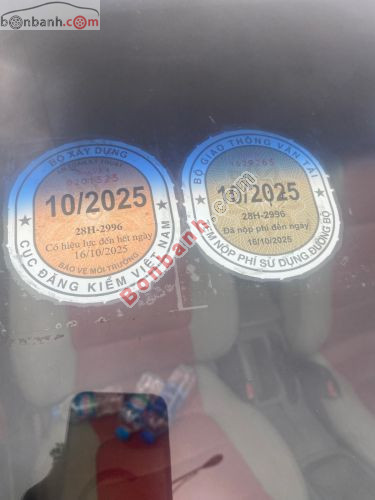 bonbanh.com
BỘ XÂY DỰNG
10/2025
28H-2996
Có hiệu lực đến hết ngày
16/10/2025
BẢO VỆ MÔI TRƯỜNG
CỤC ĐĂNG KIỂM VIỆT NAM
BỘ GIAO THÔNG VẬN TẢI
10/2025
28H-2996
Đã nộp phí đến ngày
16/10/2025
TEM NỘP PHÍ SỬ DỤNG ĐƯỜNG BỘ
Bonbanh.com